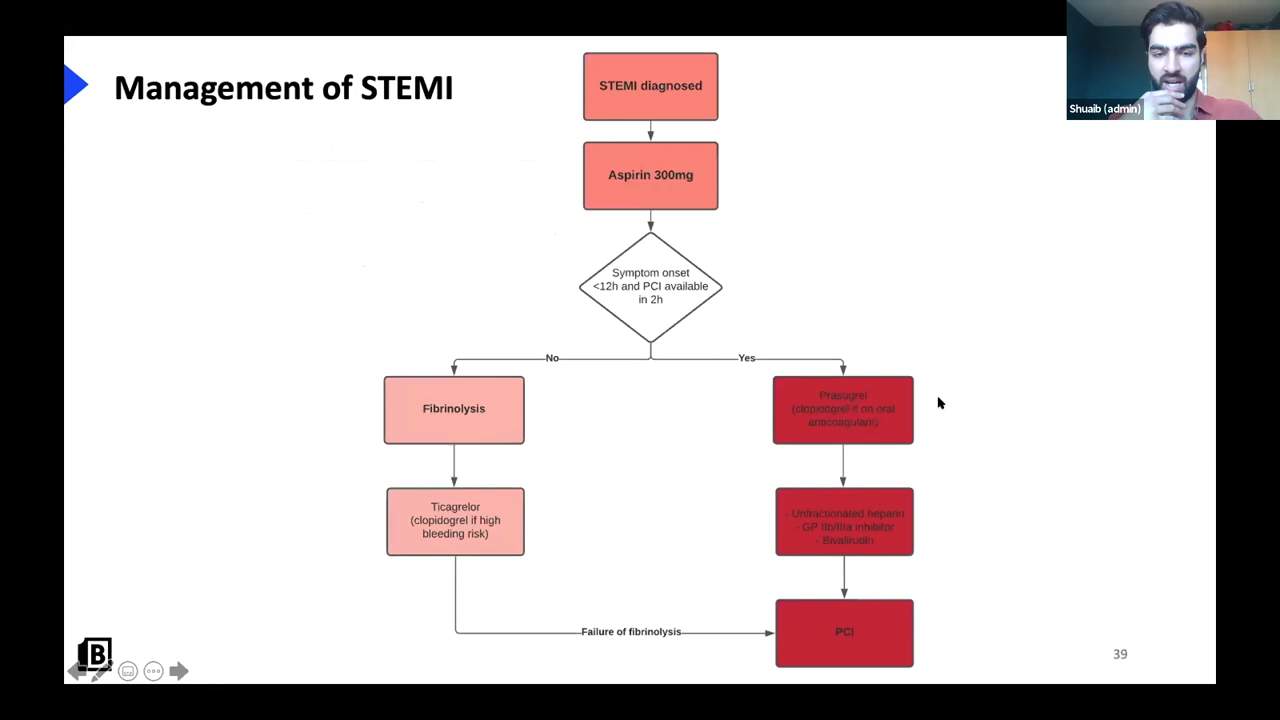 Management of STEMI
Shuaib (admin)
STEMI diagnosed
Aspirin 300mg
Symptom onset
<12h and PCI available
in 2h
No
Yes
Fibrinolysis
Prasugrel
(clopidogrel if on oral
anticoagulant)
Ticagrelor
(clopidogrel if high
bleeding risk)
- Unfractionated heparin
- GP IIb/IIIa inhibitor
- Bivalirudin
Failure of fibrinolysis
PCI
B
39